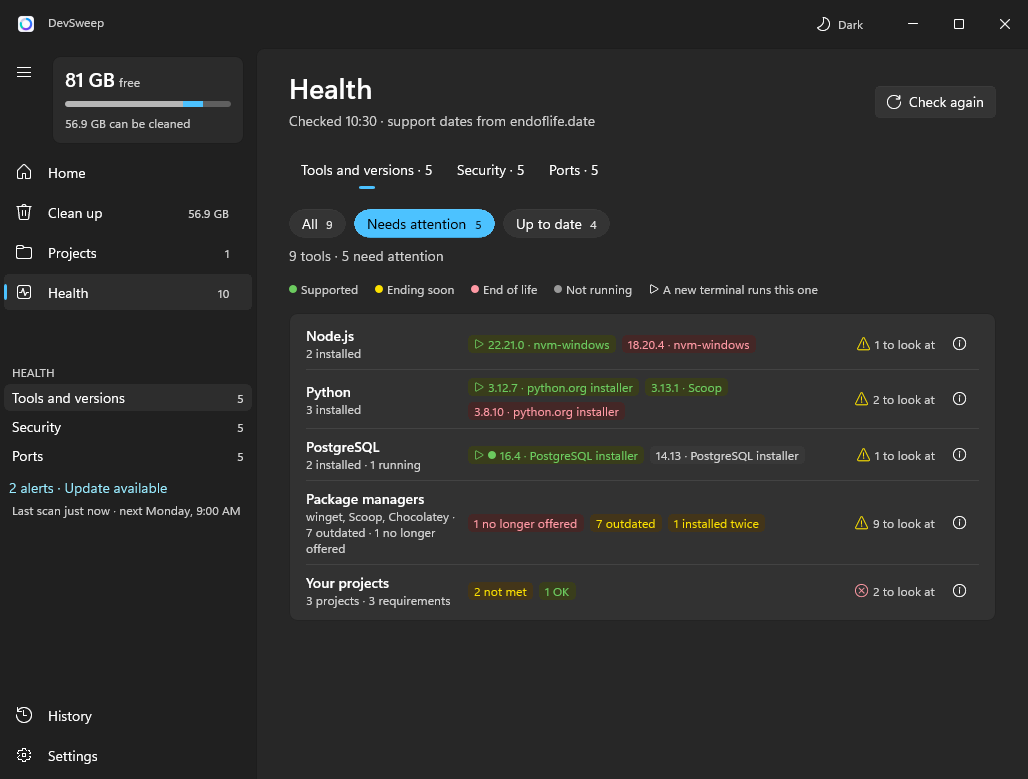 DevSweep
Dark
81 GB free
56.9 GB can be cleaned
Home
Clean up 56.9 GB
Projects 1
Health 10
HEALTH
Tools and versions 5
Security 5
Ports 5
2 alerts · Update available
Last scan just now · next Monday, 9:00 AM
History
Settings
Health
Checked 10:30 · support dates from endoflife.date
Check again
Tools and versions · 5 Security · 5 Ports · 5
All 9 Needs attention 5 Up to date 4
9 tools · 5 need attention
Supported Ending soon End of life Not running A new terminal runs this one
Node.js
2 installed
22.21.0 · nvm-windows 18.20.4 · nvm-windows
1 to look at
Python
3 installed
3.12.7 · python.org installer 3.13.1 · Scoop
3.8.10 · python.org installer
2 to look at
PostgreSQL
2 installed · 1 running
16.4 · PostgreSQL installer 14.13 · PostgreSQL installer
1 to look at
Package managers
winget, Scoop, Chocolatey ·
7 outdated · 1 no longer
offered
1 no longer offered 7 outdated 1 installed twice
9 to look at
Your projects
3 projects · 3 requirements
2 not met 1 OK
2 to look at